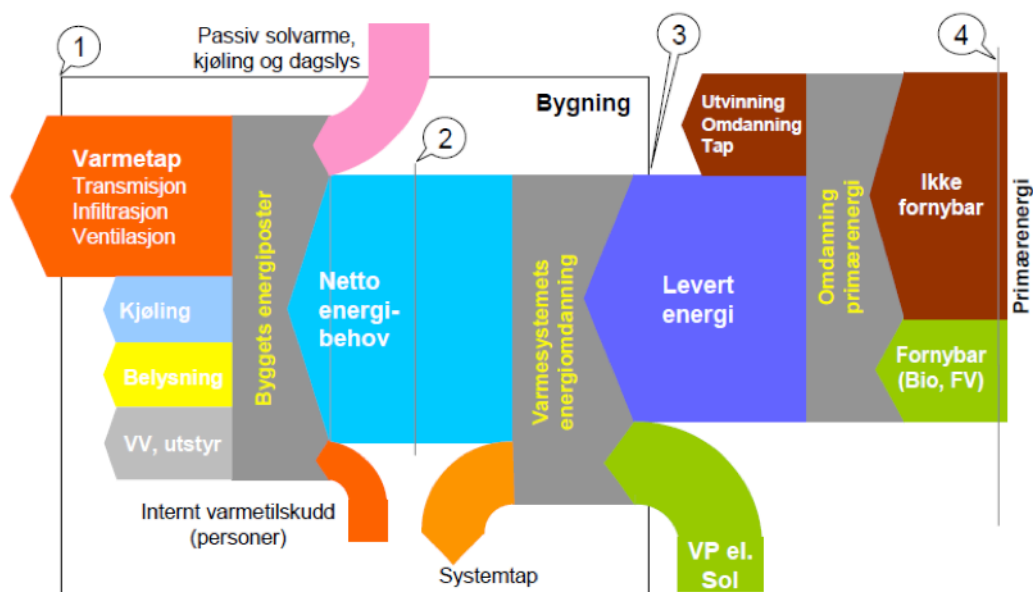 1
Passiv solvarme,
kjøling og dagslys
3
4
Bygning
2
Varmetap
Transmisjon
Infiltrasjon
Ventilasjon
Kjøling
Belysning
VV, utstyr
Byggets energiposter
Netto
energi-
behov
Internt varmetilskudd
(personer)
Varmesystemets
energiomdanning
Systemtap
Levert
energi
VP el.
Sol
Utvinning
Omdanning
Tap
Omdanning
primærenergi
Ikke
fornybar
Fornybar
(Bio, FV)
Primærenergi